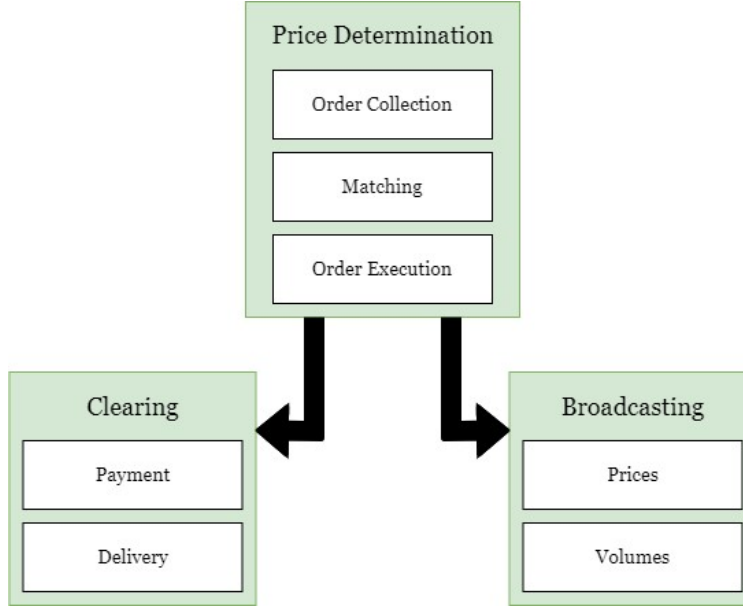 Price Determination
Order Collection
Matching
Order Execution
Clearing
Payment
Delivery
Broadcasting
Prices
Volumes